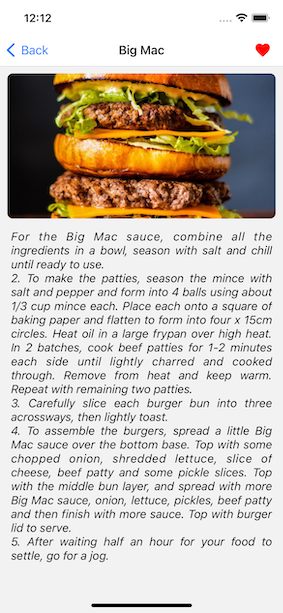 12:12
Back
Big Mac
For the Big Mac sauce, combine all the
ingredients in a bowl, season with salt and chill
until ready to use.
2. To make the patties, season the mince with
salt and pepper and form into 4 balls using about
1/3 cup mince each. Place each onto a square of
baking paper and flatten to form into four x 15cm
circles. Heat oil in a large frypan over high heat.
In 2 batches, cook beef patties for 1-2 minutes
each side until lightly charred and cooked
through. Remove from heat and keep warm.
Repeat with remaining two patties.
3. Carefully slice each burger bun into three
acrossways, then lightly toast.
4. To assemble the burgers, spread a little Big
Mac sauce over the bottom base. Top with some
chopped onion, shredded lettuce, slice of
cheese, beef patty and some pickle slices. Top
with the middle bun layer, and spread with more
Big Mac sauce, onion, lettuce, pickles, beef patty
and then finish with more sauce. Top with burger
lid to serve.
5. After waiting half an hour for your food to
settle, go for a jog.